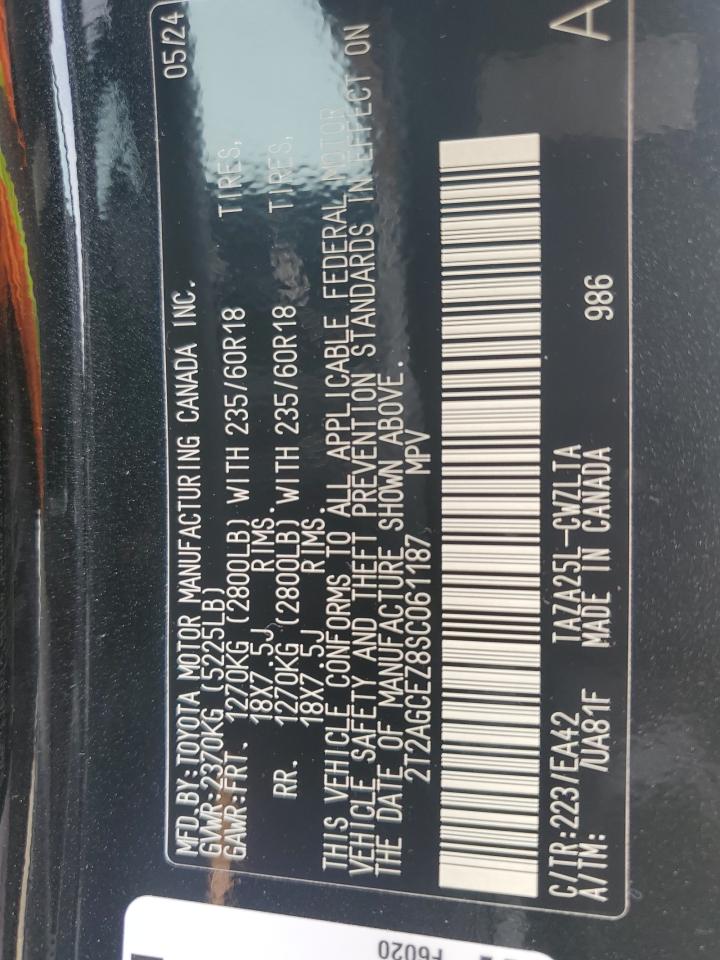 MFD.BY:TOYOTA MOTOR MANUFACTURING CANADA INC. 05/24
GVWR:2370KG (5225LB)
GAWR:FRT. 1270KG (2800LB) WITH 235/60R18 TIRES,
18X7.5J RIMS.
RR. 1270KG (2800LB) WITH 235/60R18 TIRES,
18X7.5J RIMS.
THIS VEHICLE CONFORMS TO ALL APPLICABLE FEDERAL MOTOR
VEHICLE SAFETY AND THEFT PREVENTION STANDARDS IN EFFECT ON
THE DATE OF MANUFACTURE SHOWN ABOVE.
2T2AGCEZ8SC061187 MPV
C/TR:223/EA42 TAZA25L-CWZLTA A
A/TM: /UA81F MADE IN CANADA 986
F6020